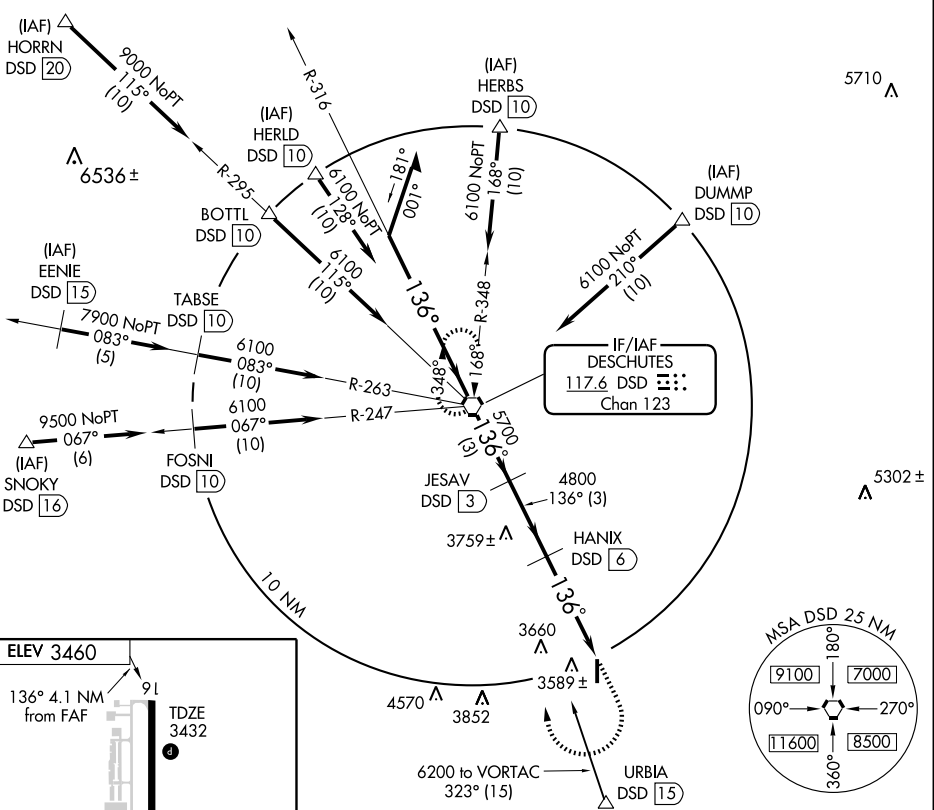 (IAF)
HORRN
DSD 20
9000 NoPT
115°
(10)
R-316
(IAF)
HERBS
DSD 10
5710
(IAF)
HERLD
DSD 10
6536±
R-295
6100 NoPT
128°
(10)
181°
001°
6100 NoPT
168°
(10)
(IAF)
DUMMP
DSD 10
BOTTL
DSD 10
6100
115°
(10)
6100 NoPT
210°
(10)
(IAF)
EENIE
DSD 15
TABSE
DSD 10
136°
R-348
7900 NoPT
083°
(5)
6100
083°
(10)
R-263
348°
168°
IF/IAF
DESCHUTES
117.6 DSD
Chan 123
9500 NoPT
067°
(6)
6100
067°
(10)
R-247
5700
136°
(3)
(IAF)
SNOKY
DSD 16
FOSNI
DSD 10
JESAV
DSD 3
4800
136° (3)
5302±
3759±
HANIX
DSD 6
136°
10 NM
3660
3589±
4570
3852
MSA DSD 25 NM
180°
9100
7000
090°
270°
11600
8500
360°
ELEV 3460
136° 4.1 NM
from FAF
16
TDZE
3432
P
6200 to VORTAC
323° (15)
URBIA
DSD 15